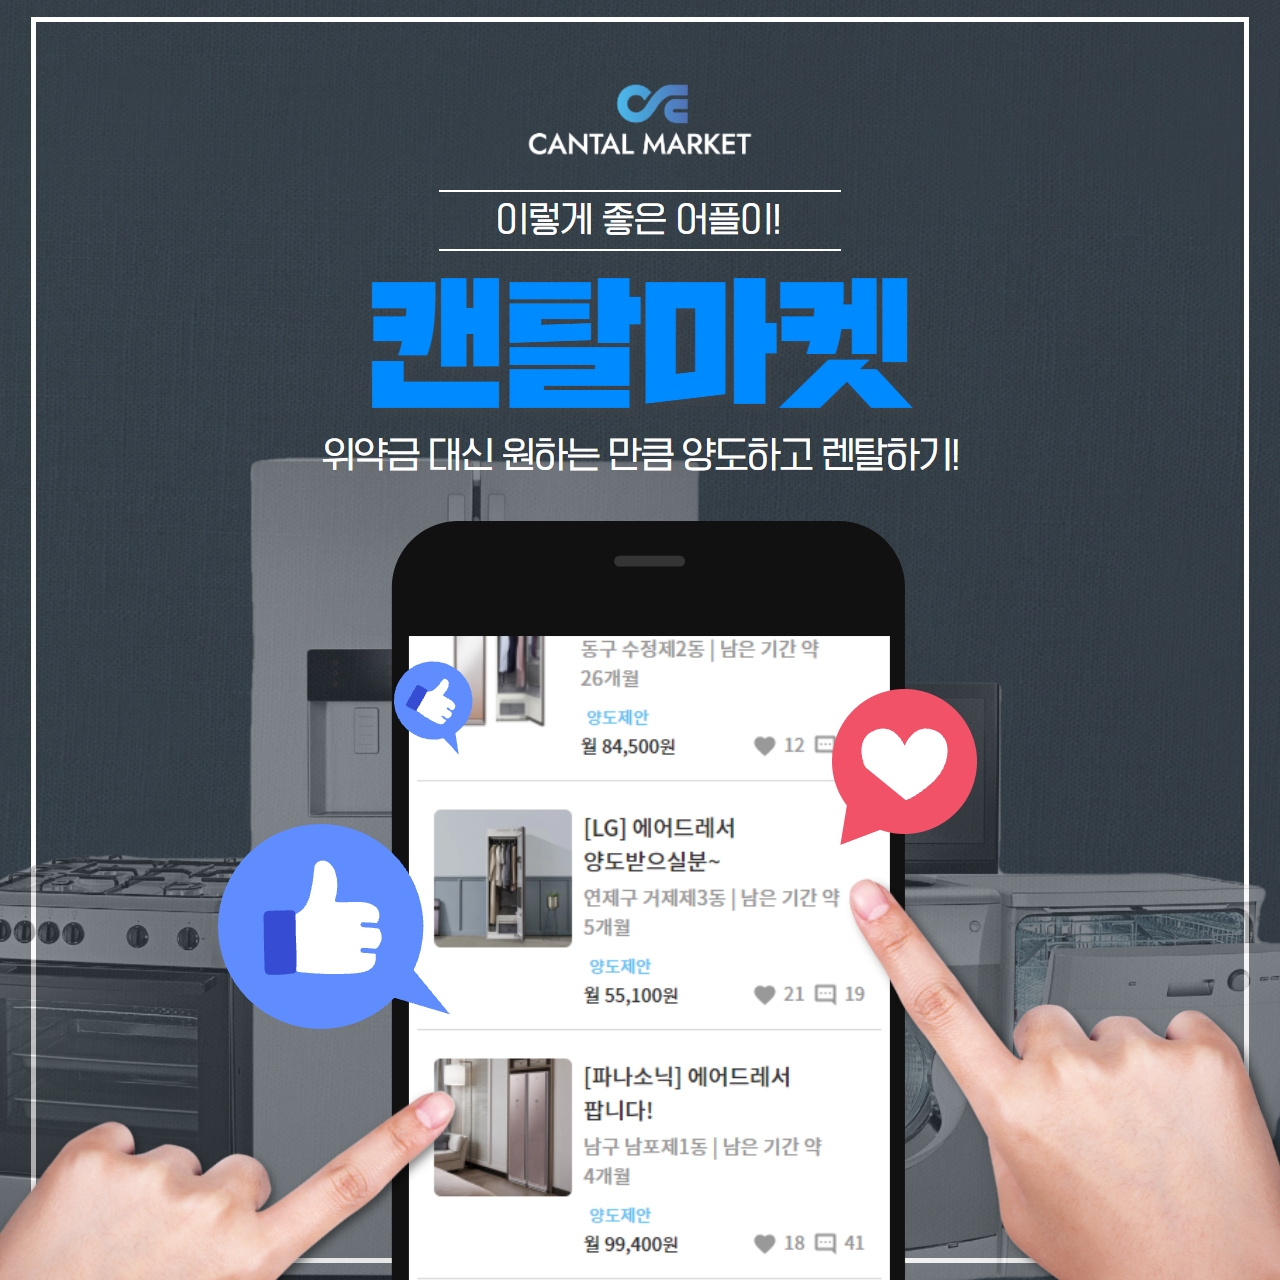 CANTAL MARKET
이렇게 좋은 어플이!
캔탈마켓
위약금 대신 원하는 만큼 양도하고 렌탈하기!
동구 수정제2동 | 남은 기간 약
26개월
양도제안
월 84,500원
12
[LG] 에어드레서
양도받으실분~
연제구 거제제3동 | 남은 기간 약
5개월
양도제안
월 55,100원
21 19
[파나소닉] 에어드레서
팝니다!
남구 남포제1동 | 남은 기간 약
4개월
양도제안
월 99,400원
18 41